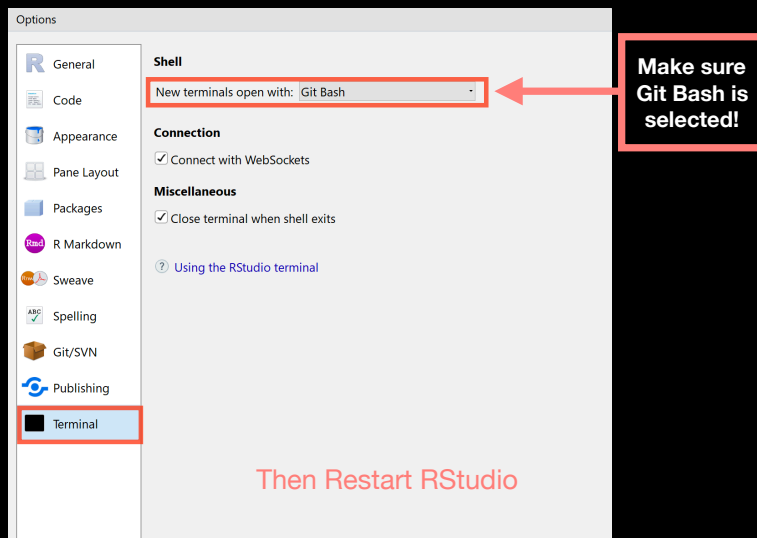 Options
General
Code
Appearance
Pane Layout
Packages
Rmd
R Markdown
Sweave
ABC
Spelling
Git/SVN
Publishing
Terminal
Shell
New terminals open with: Git Bash
Connection
Connect with WebSockets
Miscellaneous
Close terminal when shell exits
? Using the RStudio terminal
Then Restart RStudio
Make sure
Git Bash is
selected!